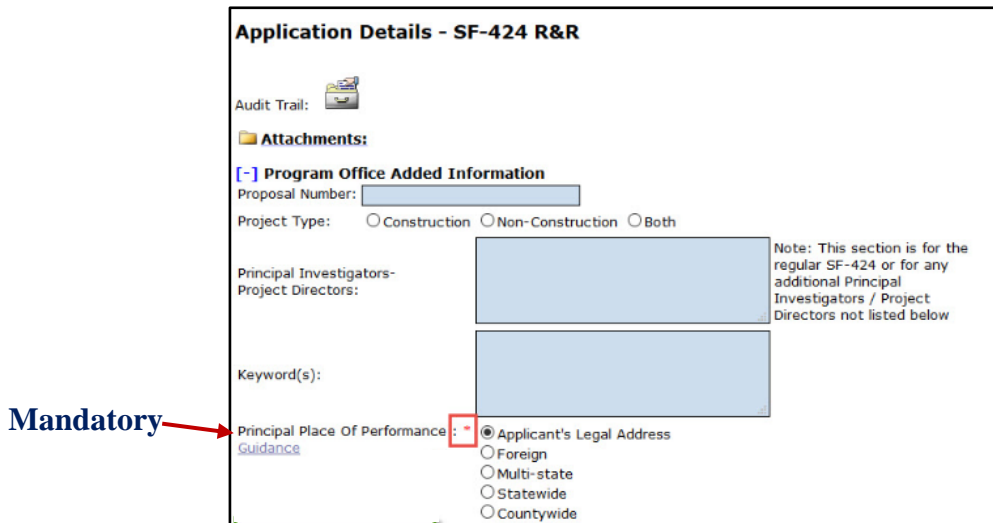 Application Details - SF-424 R&R
Audit Trail:
Attachments:
[-] Program Office Added Information
Proposal Number:
Project Type: Construction Non-Construction Both
Principal Investigators-
Project Directors:
Note: This section is for the
regular SF-424 or for any
additional Principal
Investigators / Project
Directors not listed below
Keyword(s):
Mandatory
Principal Place Of Performance : * Applicant's Legal Address
Guidance
Foreign
Multi-state
Statewide
Countywide